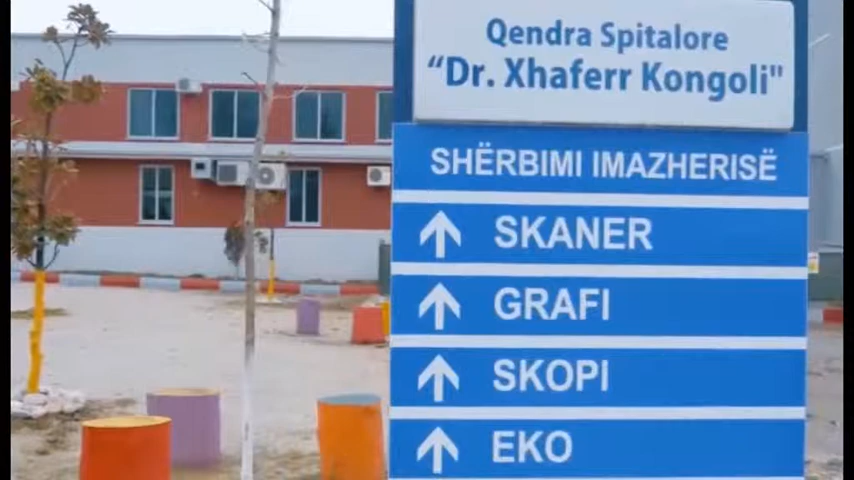 Qendra Spitalore
“Dr.Xhaferr Kongoli"
SHËRBIMI IMAZHERISË
SKANER
GRAFI
SKOPI
EKO